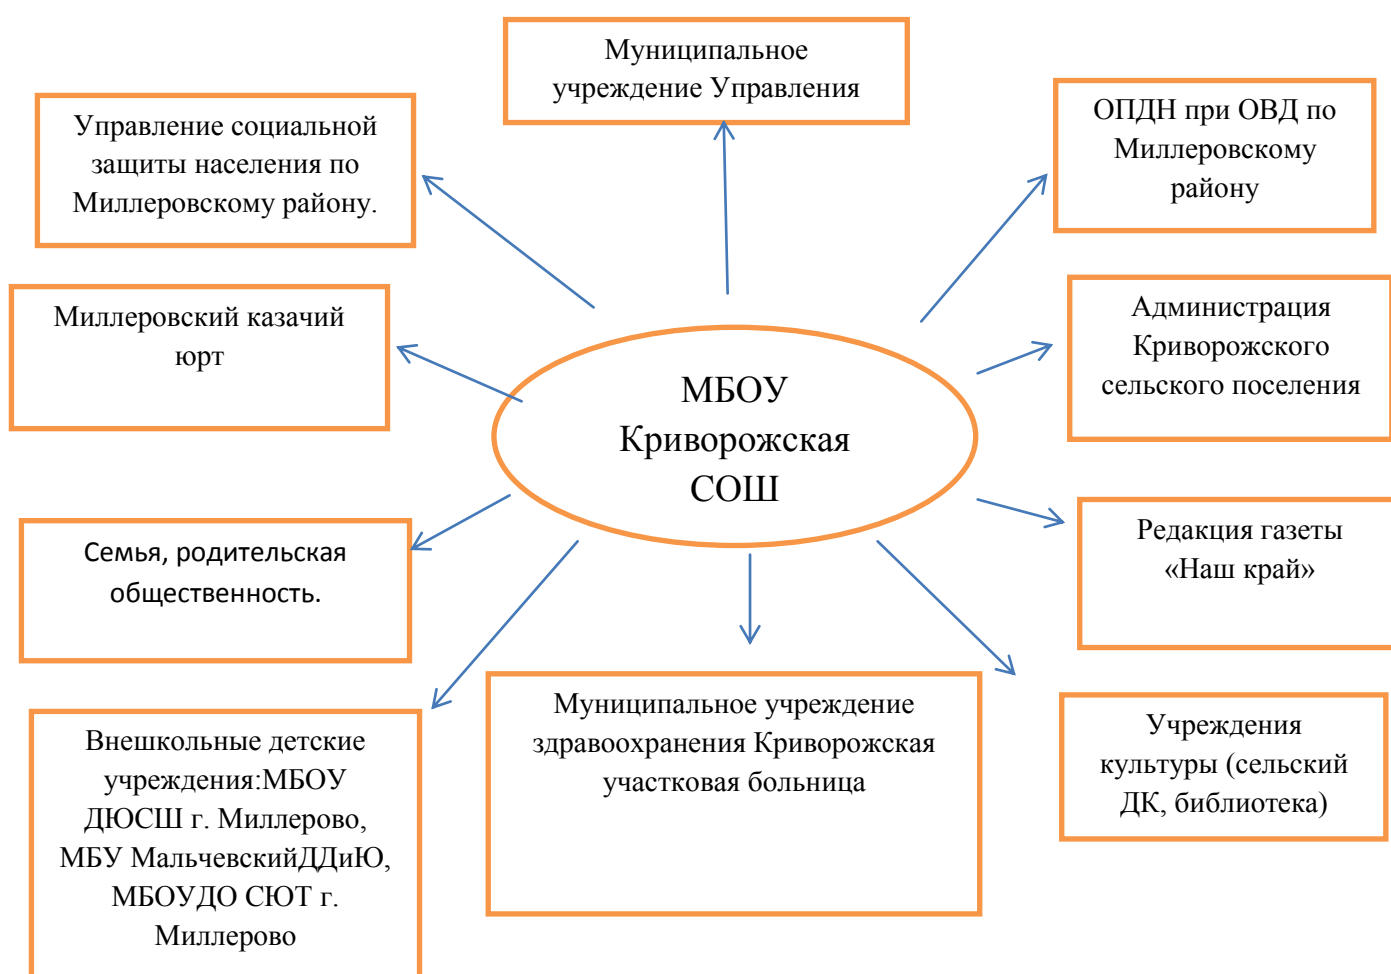 Муниципальное
учреждение Управления
Управление социальной
защиты населения по
Миллеровскому району.
ОПДН при ОВД по
Миллеровскому
району
Миллеровский казачий
юрт
Администрация
Криворожского
сельского поселения
МБОУ
Криворожская
СОШ
Семья, родительская
общественность.
Редакция газеты
«Наш край»
Внешкольные детские
учреждения:МБОУ
ДЮСШ г. Миллерово,
МБУ МальчевскийДДиЮ,
МБОУДО СЮТ г.
Миллерово
Муниципальное учреждение
здравоохранения Криворожская
участковая больница
Учреждения
культуры (сельский
ДК, библиотека)